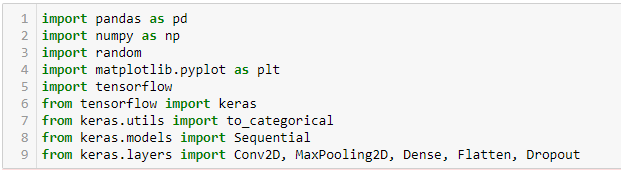 1 import pandas as pd
2 import numpy as np
3 import random
4 import matplotlib.pyplot as plt
5 import tensorflow
6 from tensorflow import keras
7 from keras.utils import to_categorical
8 from keras.models import Sequential
9 from keras.layers import Conv2D, MaxPooling2D, Dense, Flatten, Dropout